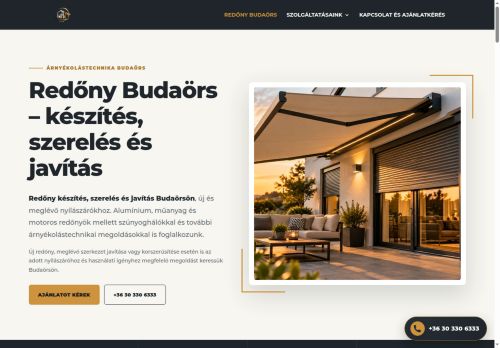 REDŐNY BUDAÖRS
SZOLGÁLTATÁSAINK
KAPCSOLAT ÉS AJÁNLATKÉRÉS
ÁRNYÉKOLÁSTECHNIKA BUDAÖRS
Redőny Budaörs
– készítés,
szerelés és
javítás
Redőny készítés, szerelés és javítás Budaörsön, új és
meglévő nyílászárókhoz. Alumínium, műanyag és
motoros redőnyök mellett szúnyoghálókkal és további
árnyékolástechnikai megoldásokkal is foglalkozunk.
Új redőny, meglévő szerkezet javítása vagy korszerűsítése esetén is az
adott nyílászáróhoz és használati igényhez megfelelő megoldást keressük
Budaörsön.
AJÁNLATOT KÉREK
+36 30 330 6333
+36 30 330 6333